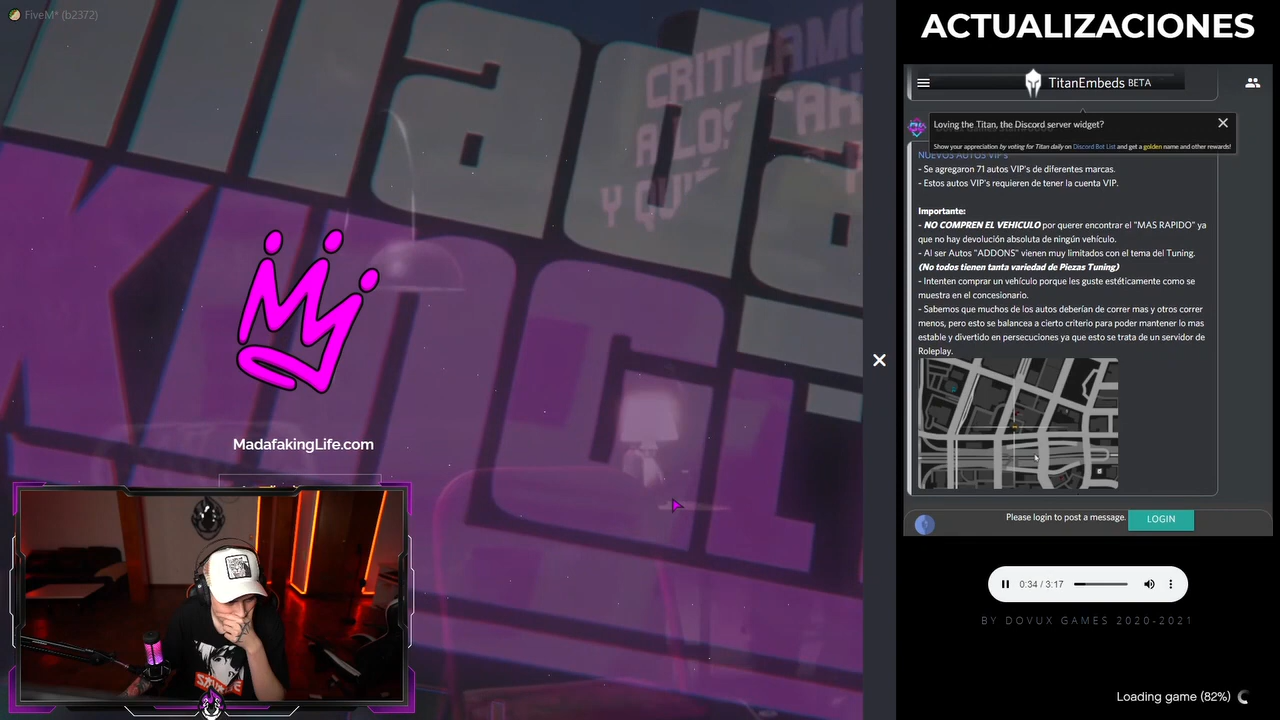 FiveM* (b2372)
CRITICAMO
A LOS
Y QUI
MadafakingLife.com
ACTUALIZACIONES
TitanEmbeds BETA
Loving the Titan, the Discord server widget?
Show your appreciation by voting for Titan daily on Discord Bot List and get a golden name and other rewards!
NUEVOS AUTOS VIP's
- Se agregaron 71 autos VIP's de diferentes marcas.
- Estos autos VIP's requieren de tener la cuenta VIP.
Importante:
- NO COMPREN EL VEHICULO por querer encontrar el "MAS RAPIDO" ya
que no hay devolución absoluta de ningún vehículo.
- Al ser Autos "ADDONS" vienen muy limitados con el tema del Tuning.
(No todos tienen tanta variedad de Piezas Tuning)
- Intenten comprar un vehículo porque les guste estéticamente como se
muestra en el concesionario.
- Sabemos que muchos de los autos deberían de correr mas y otros correr
menos, pero esto se balancea a cierto criterio para poder mantener lo mas
estable y divertido en persecuciones ya que esto se trata de un servidor de
Roleplay.
Please login to post a message. LOGIN
0:34 / 3:17
BY DOVUX GAMES 2020-2021
Loading game (82%)